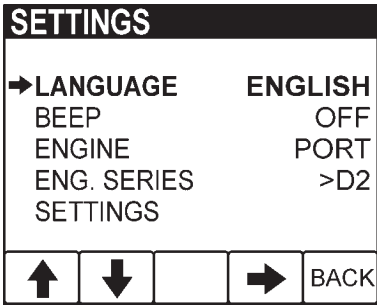 SETTINGS
LANGUAGE ENGLISH
BEEP OFF
ENGINE PORT
ENG. SERIES >D2
SETTINGS
BACK